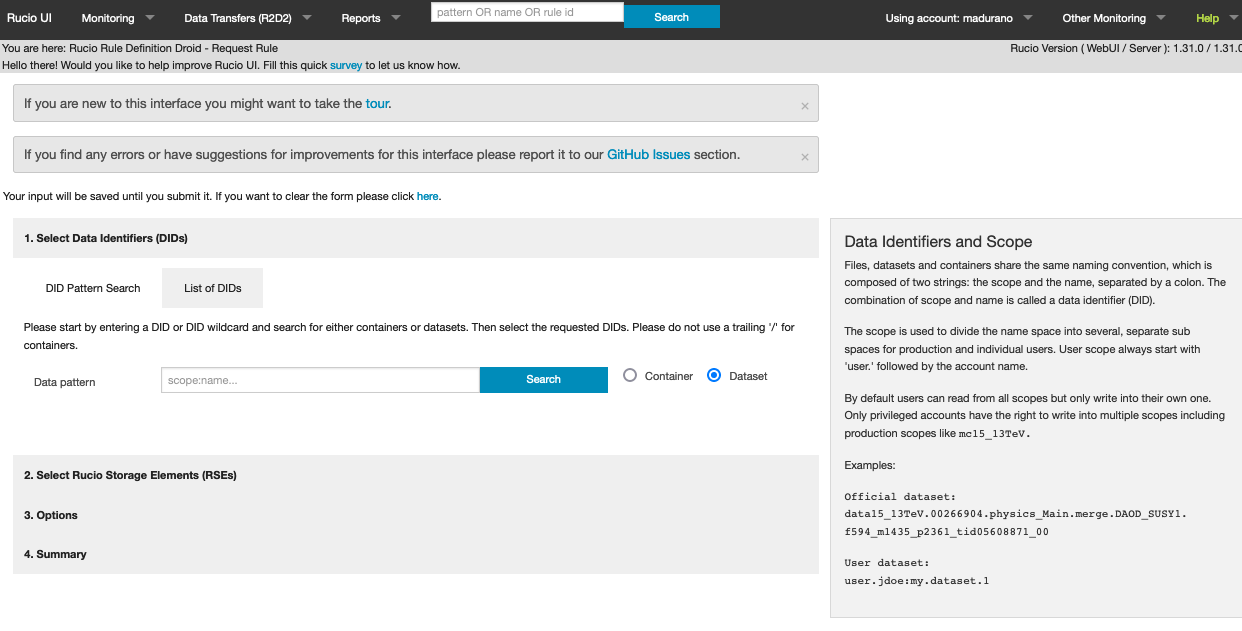 Rucio UI Monitoring Data Transfers (R2D2) Reports pattern OR name OR rule id Search Using account: madurano Other Monitoring Help
You are here: Rucio Rule Definition Droid - Request Rule Rucio Version ( WebUI / Server ): 1.31.0 / 1.31.0
Hello there! Would you like to help improve Rucio UI. Fill this quick survey to let us know how.
If you are new to this interface you might want to take the tour.
×
If you find any errors or have suggestions for improvements for this interface please report it to our GitHub Issues section.
×
Your input will be saved until you submit it. If you want to clear the form please click here.
1. Select Data Identifiers (DIDs)
DID Pattern Search List of DIDs
Please start by entering a DID or DID wildcard and search for either containers or datasets. Then select the requested DIDs. Please do not use a trailing '/' for
containers.
Data pattern scope:name... Search Container Dataset
2. Select Rucio Storage Elements (RSEs)
3. Options
4. Summary
Data Identifiers and Scope
Files, datasets and containers share the same naming convention, which is
composed of two strings: the scope and the name, separated by a colon. The
combination of scope and name is called a data identifier (DID).
The scope is used to divide the name space into several, separate sub
spaces for production and individual users. User scope always start with
'user.' followed by the account name.
By default users can read from all scopes but only write into their own one.
Only privileged accounts have the right to write into multiple scopes including
production scopes like mc15_13TeV.
Examples:
Official dataset:
data15_13TeV.00266904.physics_Main.merge.DAOD_SUSY1.
f594_m1435_p2361_tid05608871_00
User dataset:
user.jdoe:my.dataset.1